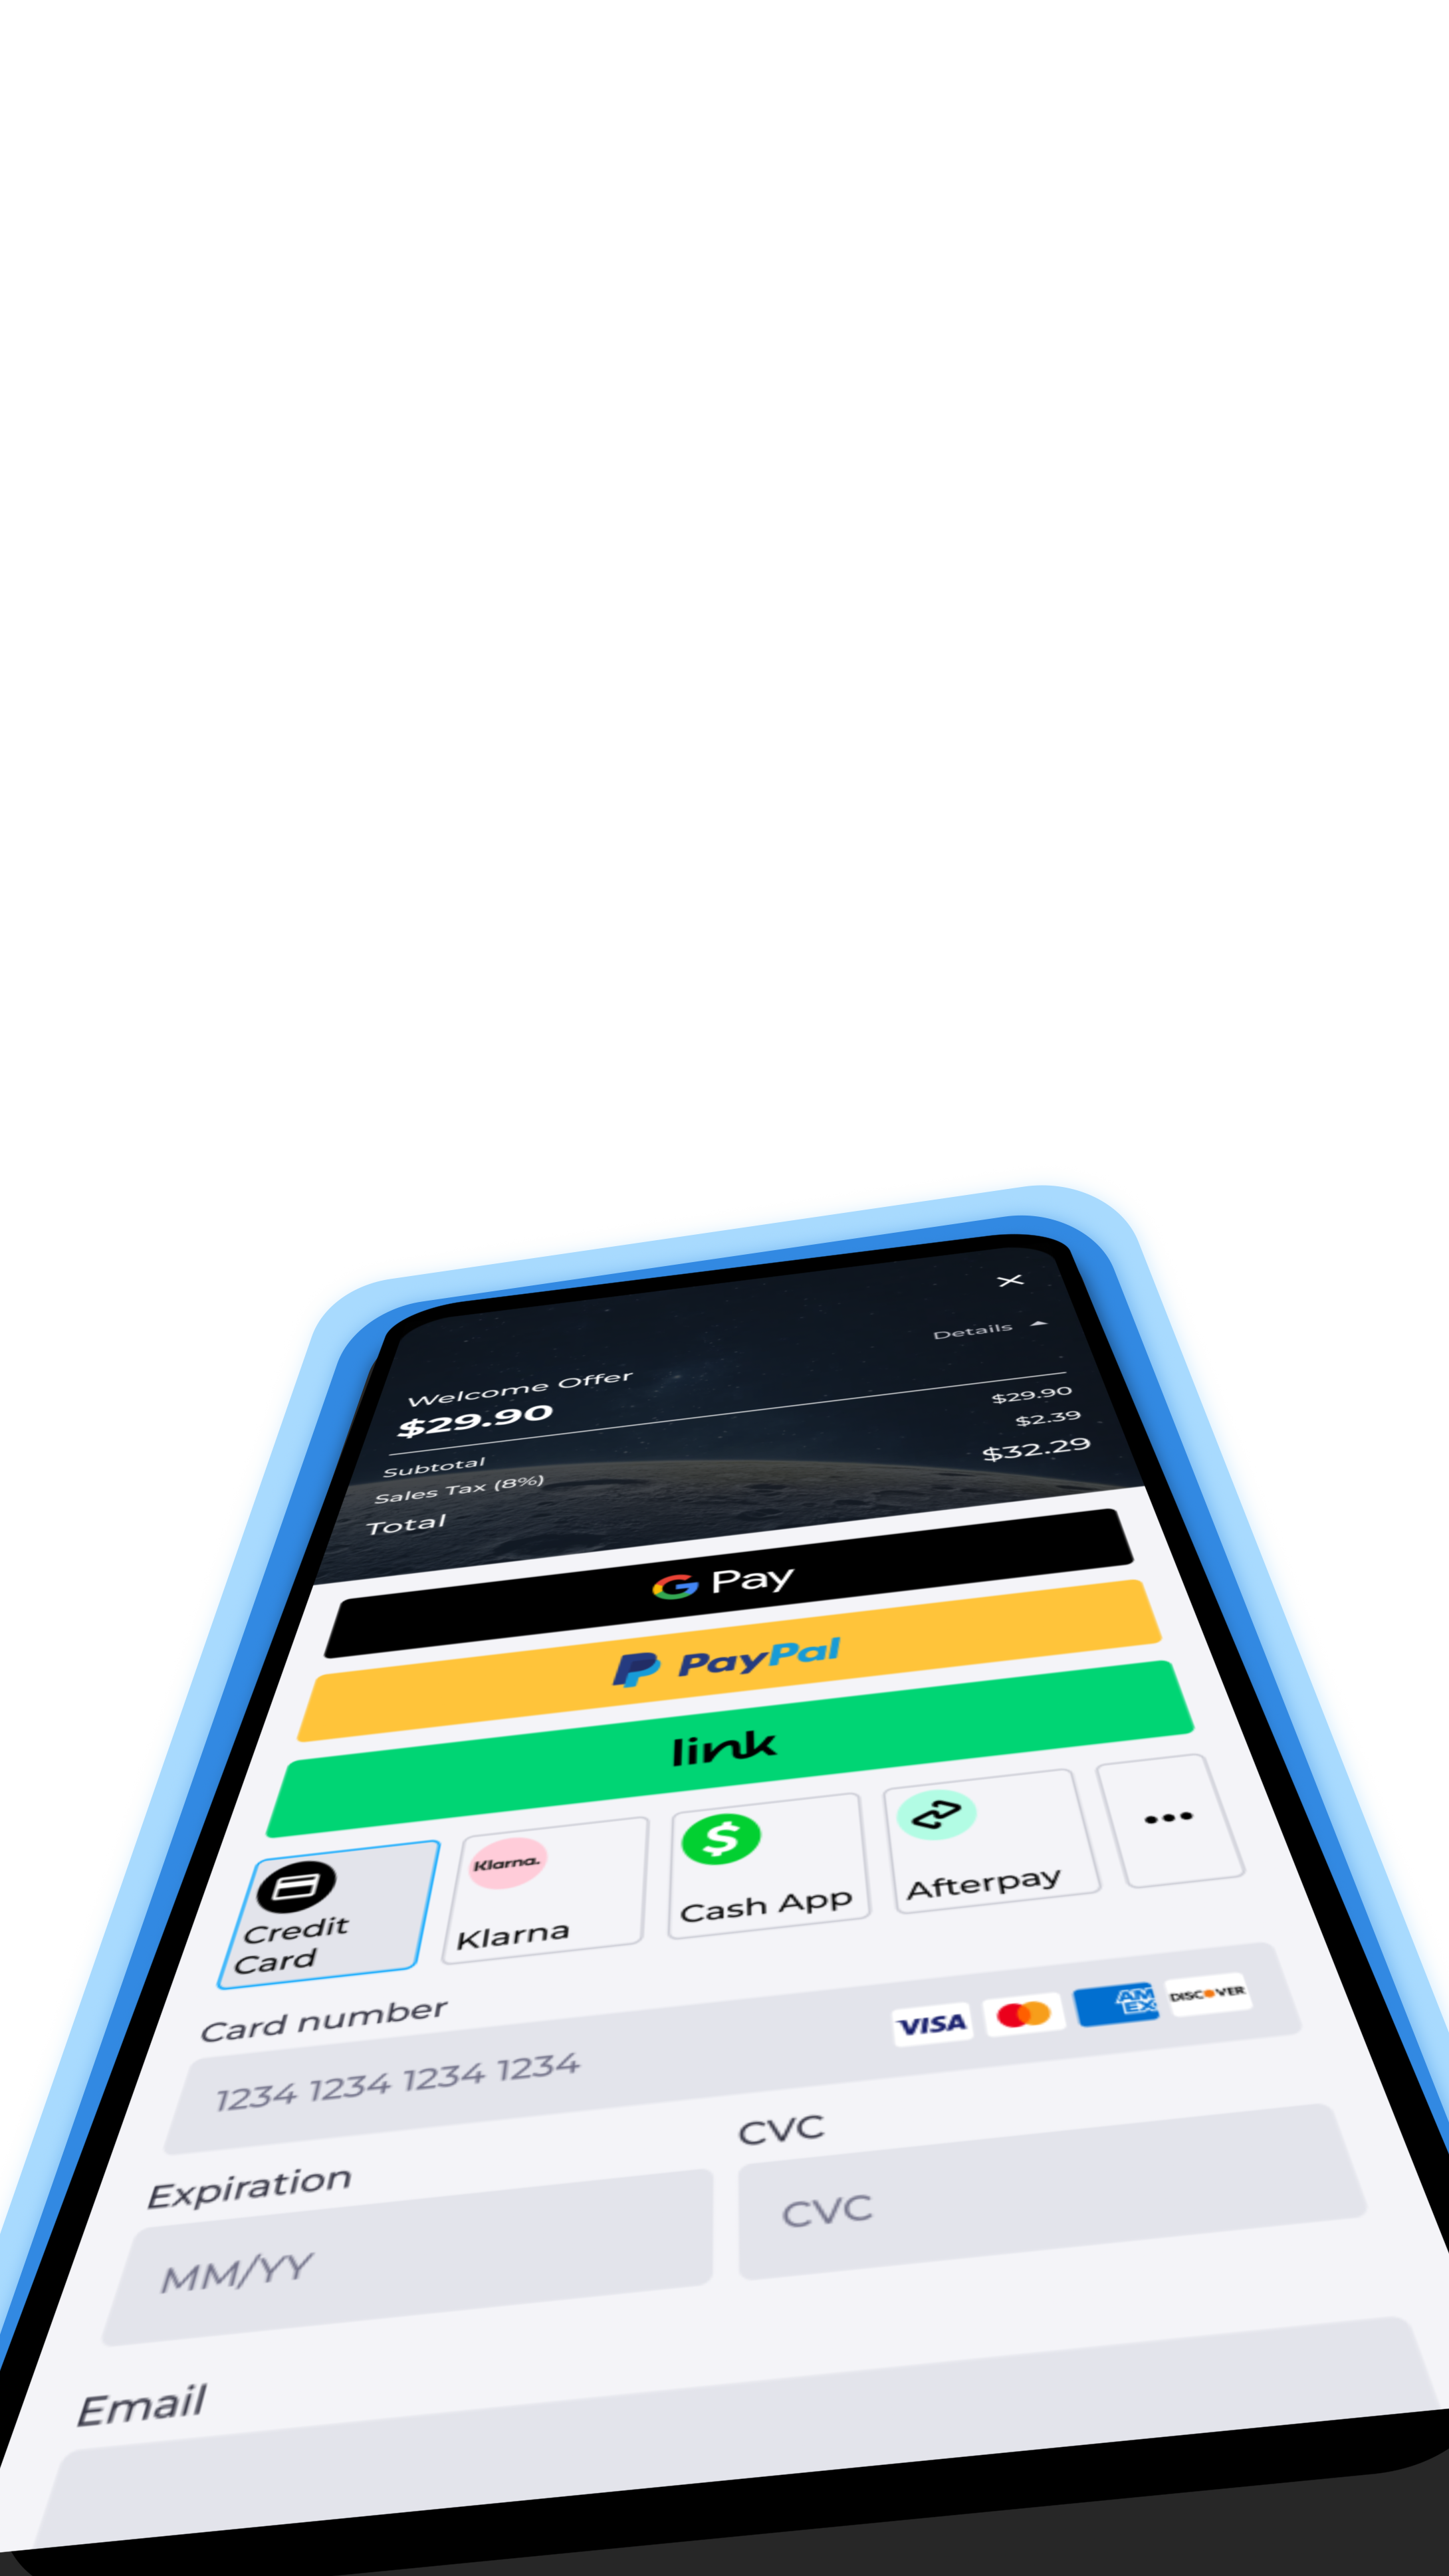 Details
Welcome Offer
$29.90
Subtotal $29.90
Sales Tax (8%) $2.39
Total $32.29
G Pay
PayPal
link
Credit
Card
Klarna.
Klarna
Cash App
Afterpay
Card number
1234 1234 1234 1234
VISA
AM
EX
DISCOVER
Expiration
CVC
MM/YY
CVC
Email